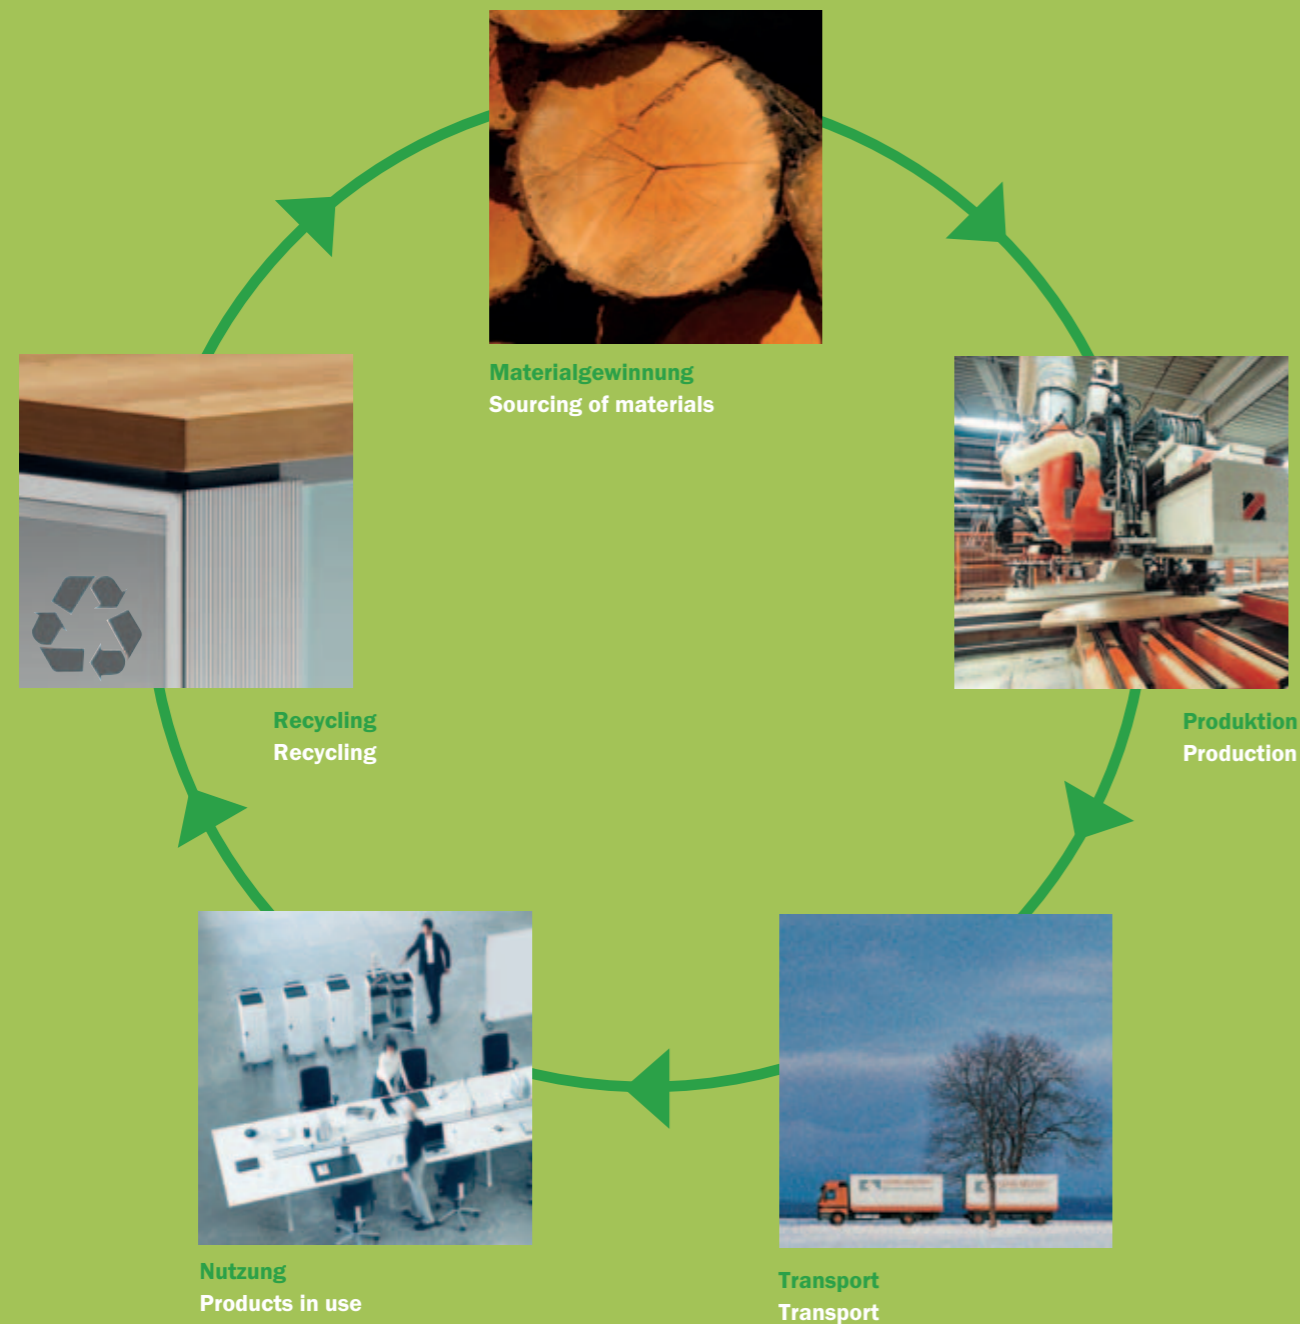 Materialgewinnung
Sourcing of materials
Recycling
Recycling
Produktion
Production
Nutzung
Products in use
Transport
Transport